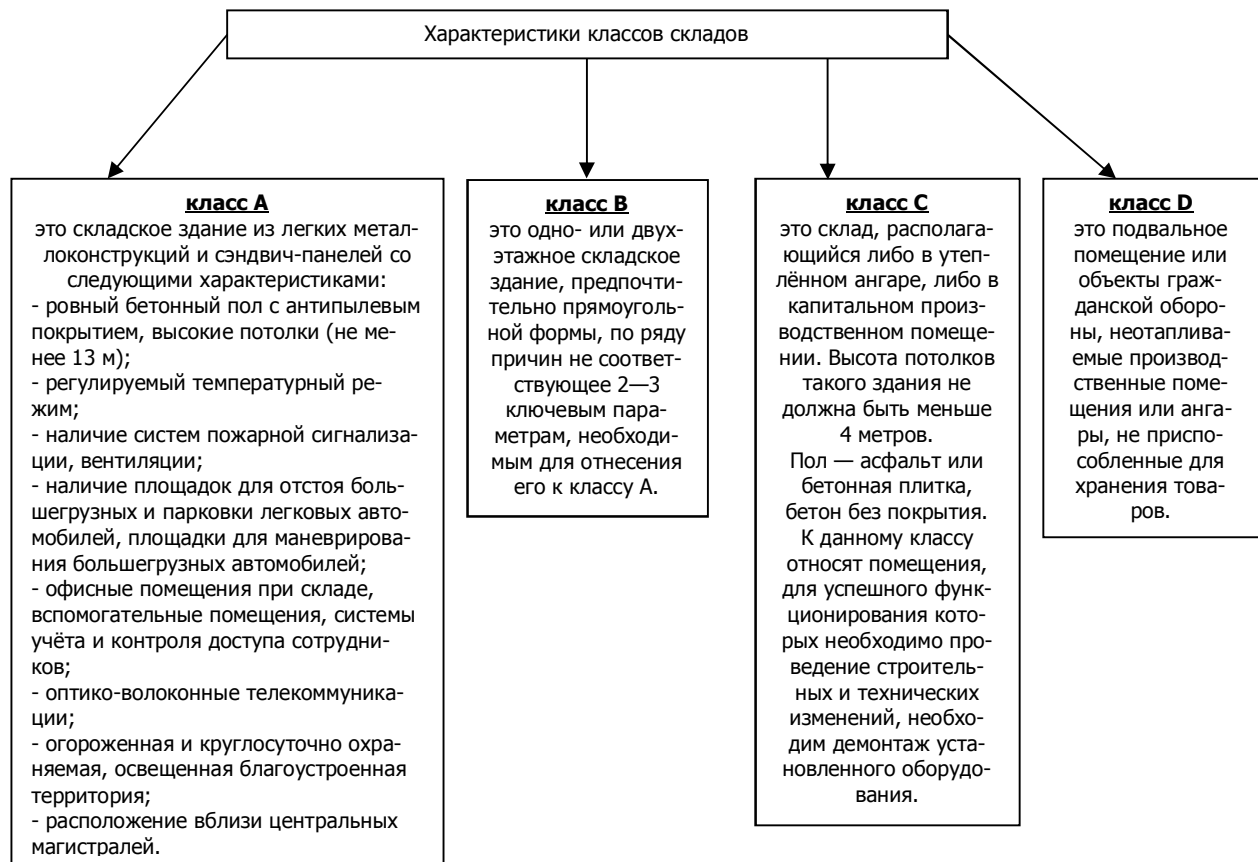 Характеристики классов складов
класс А
это складское здание из легких метал-
локонструкций и сэндвич-панелей со
следующими характеристиками:
- ровный бетонный пол с антипылевым
покрытием, высокие потолки (не ме-
нее 13 м);
- регулируемый температурный ре-
жим;
- наличие систем пожарной сигнализа-
ции, вентиляции;
- наличие площадок для отстоя боль-
шегрузных и парковки легковых авто-
мобилей, площадки для маневрирова-
ния большегрузных автомобилей;
- офисные помещения при складе,
вспомогательные помещения, системы
учёта и контроля доступа сотрудни-
ков;
- оптико-волоконные телекоммуника-
ции;
- огороженная и круглосуточно охра-
няемая, освещенная благоустроенная
территория;
- расположение вблизи центральных
магистралей.
класс В
это одно- или двух-
этажное складское
здание, предпочти-
тельно прямоуголь-
ной формы, по ряду
причин не соответ-
ствующее 2—3
ключевым пара-
метрам, необходи-
мым для отнесения
его к классу А.
класс С
это склад, располага-
ющийся либо в утеп-
лённом ангаре, либо в
капитальном произ-
водственном помеще-
нии. Высота потолков
такого здания не
должна быть меньше
4 метров.
Пол — асфальт или
бетонная плитка,
бетон без покрытия.
К данному классу
относят помещения,
для успешного функ-
ционирования кото-
рых необходимо про-
ведение строитель-
ных и технических
изменений, необхо-
дим демонтаж уста-
новленного оборудо-
вания.
класс D
это подвальное
помещение или
объекты граж-
данской оборо-
ны, неотаплива-
емые производ-
ственные поме-
щения или анга-
ры, не приспо-
собленные для
хранения това-
ров.